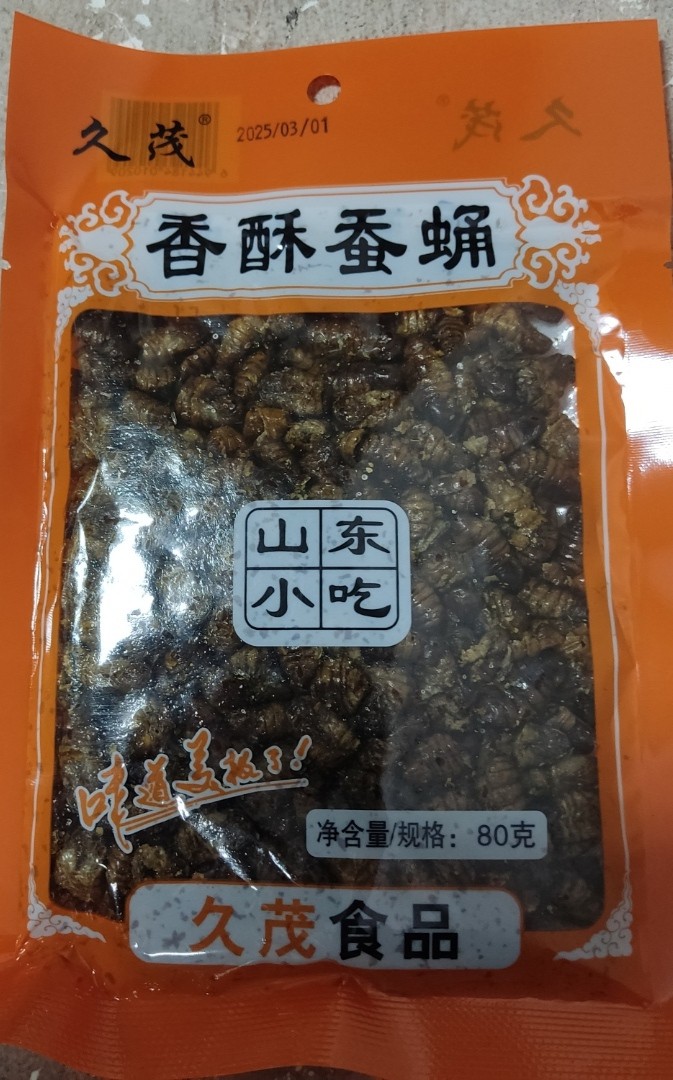 久茂®
2025/03/01
久茂
香酥蚕蛹
山东
小吃
味道美极了!
净含量/规格：80克
久茂食品